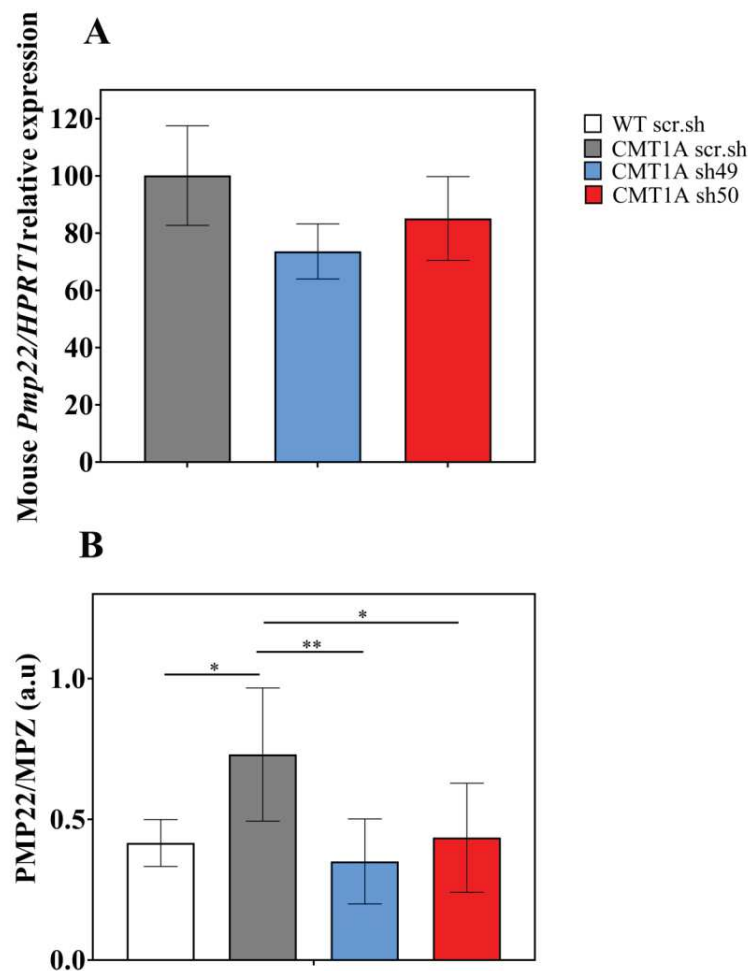 A
Mouse Pmp22/HPRT1relative expression
120
100
80
60
40
20
0
WT scr.sh
CMT1A scr.sh
CMT1A sh49
CMT1A sh50
B
PMP22/MPZ (a.u)
*
**
*
1.0
0.5
0.0